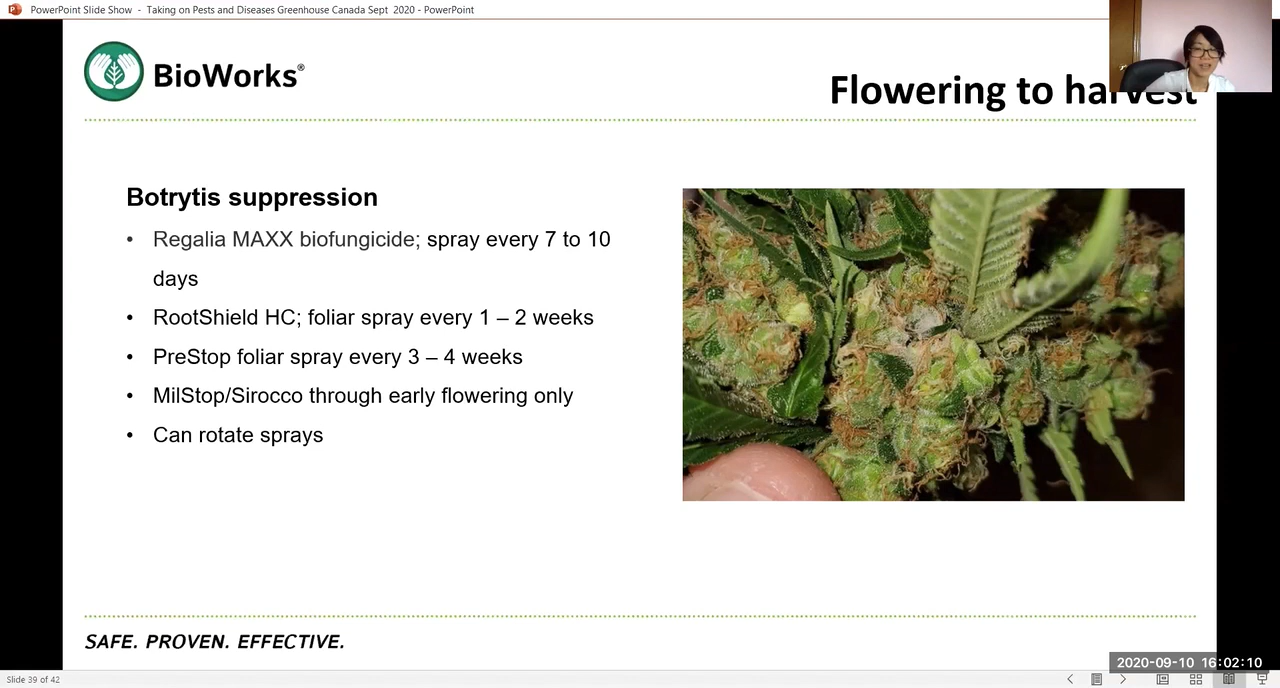 PowerPoint Slide Show - Taking on Pests and Diseases Greenhouse Canada Sept 2020 - PowerPoint
BioWorks®
Flowering to harvest
Botrytis suppression
• Regalia MAXX biofungicide; spray every 7 to 10
days
• RootShield HC; foliar spray every 1 – 2 weeks
• PreStop foliar spray every 3 – 4 weeks
• MilStop/Sirocco through early flowering only
• Can rotate sprays
SAFE. PROVEN. EFFECTIVE.
2020-09-10 16:02:10
Slide 39 of 42